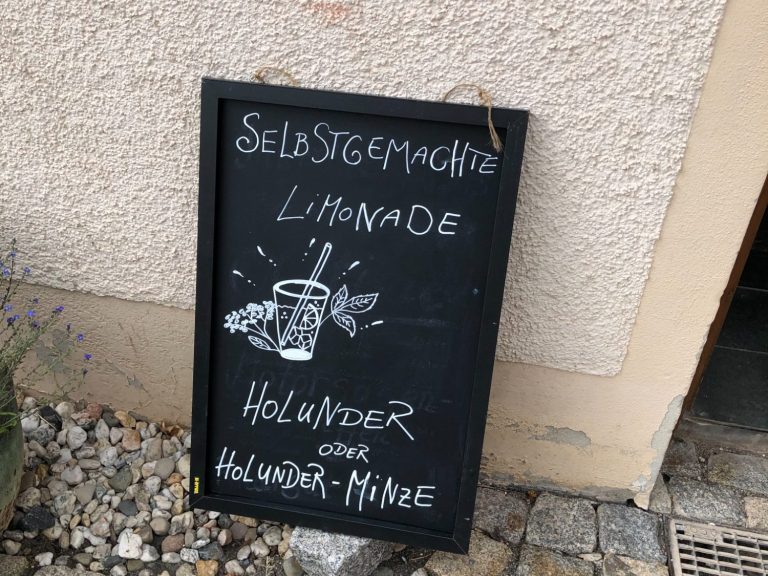 SELBSTGEMACHTE
LIMONADE
HOLUNDER
ODER
HOLUNDER-MINZE